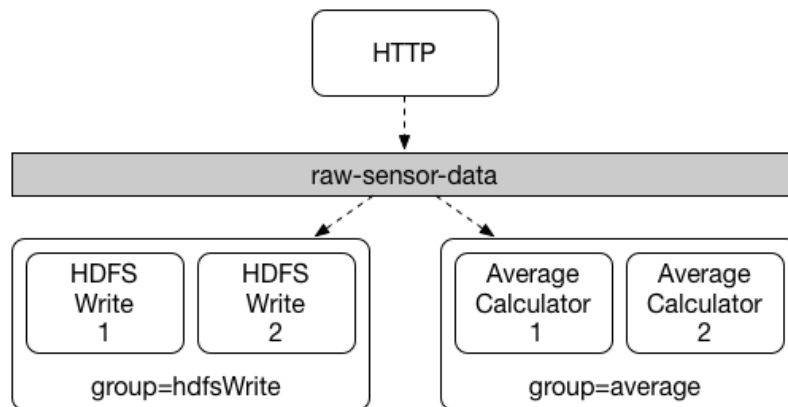 HTTP
raw-sensor-data
HDFS
Write
1
HDFS
Write
2
group=hdfsWrite
Average
Calculator
1
Average
Calculator
2
group=average